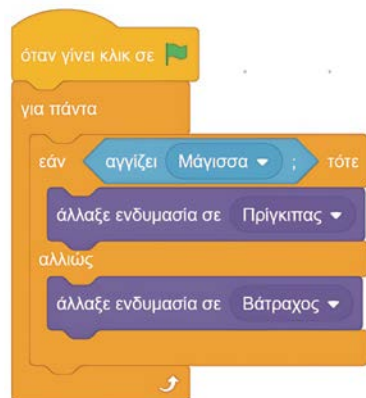 όταν γίνει κλικ σε
για πάντα
εάν αγγίζει Μάγισσα ; τότε
άλλαξε ενδυμασία σε Πρίγκιπας
αλλιώς
άλλαξε ενδυμασία σε Βάτραχος